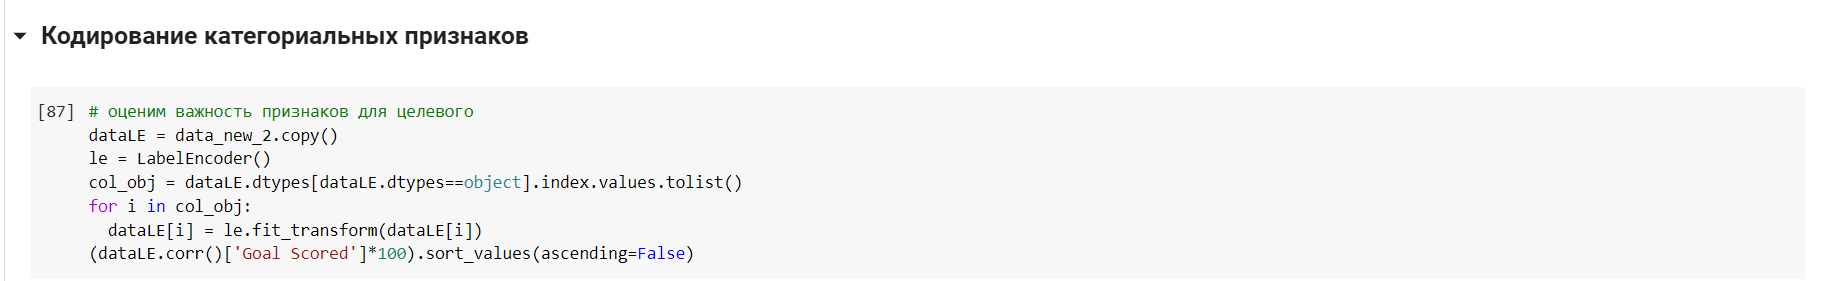 Кодирование категориальных признаков
[87] # оценим важность признаков для целевого
dataLE = data_new_2.copy()
le = LabelEncoder()
col_obj = dataLE.dtypes[dataLE.dtypes==object].index.values.tolist()
for i in col_obj:
  dataLE[i] = le.fit_transform(dataLE[i])
(dataLE.corr()['Goal Scored']*100).sort_values(ascending=False)